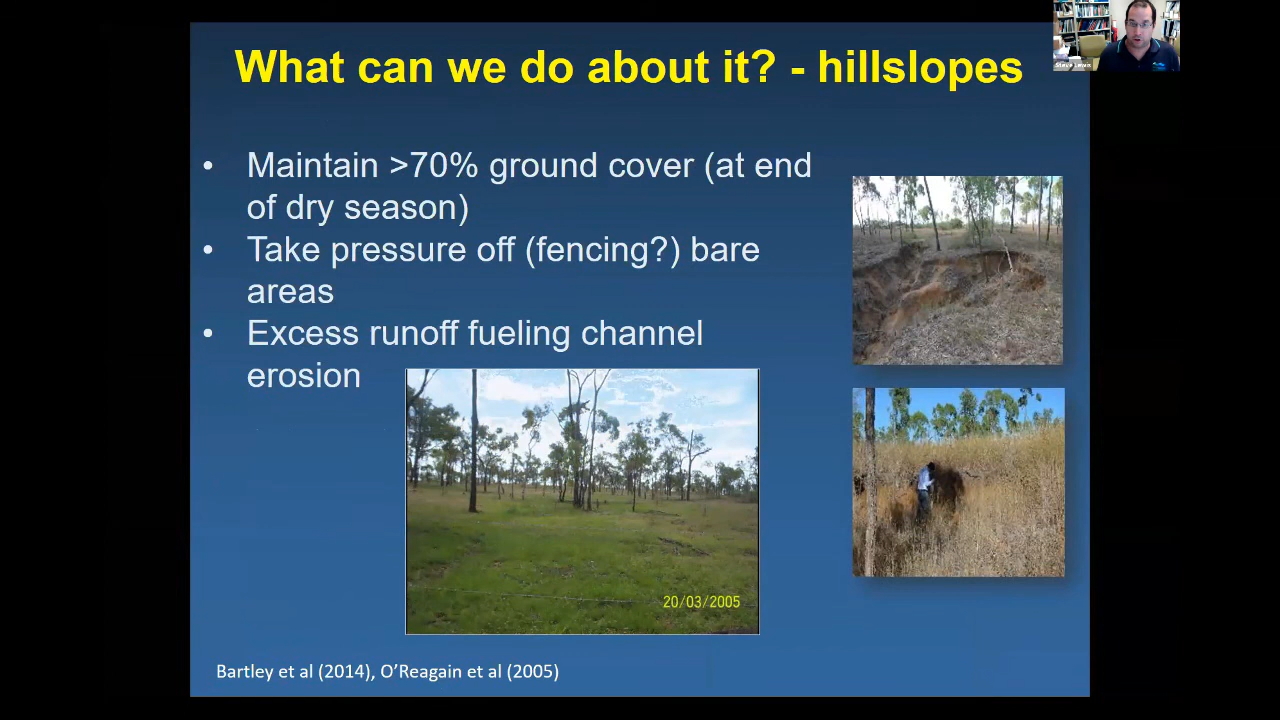 What can we do about it? - hillslopes
Steve Lewis
• Maintain >70% ground cover (at end
of dry season)
• Take pressure off (fencing?) bare
areas
• Excess runoff fueling channel
erosion
20/03/2005
Bartley et al (2014), O'Reagain et al (2005)